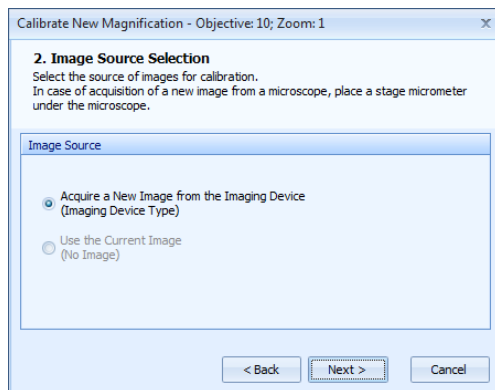 Calibrate New Magnification - Objective: 10; Zoom: 1
2. Image Source Selection
Select the source of images for calibration.
In case of acquisition of a new image from a microscope, place a stage micrometer
under the microscope.
Image Source
Acquire a New Image from the Imaging Device
(Imaging Device Type)
Use the Current Image
(No Image)
< Back Next > Cancel